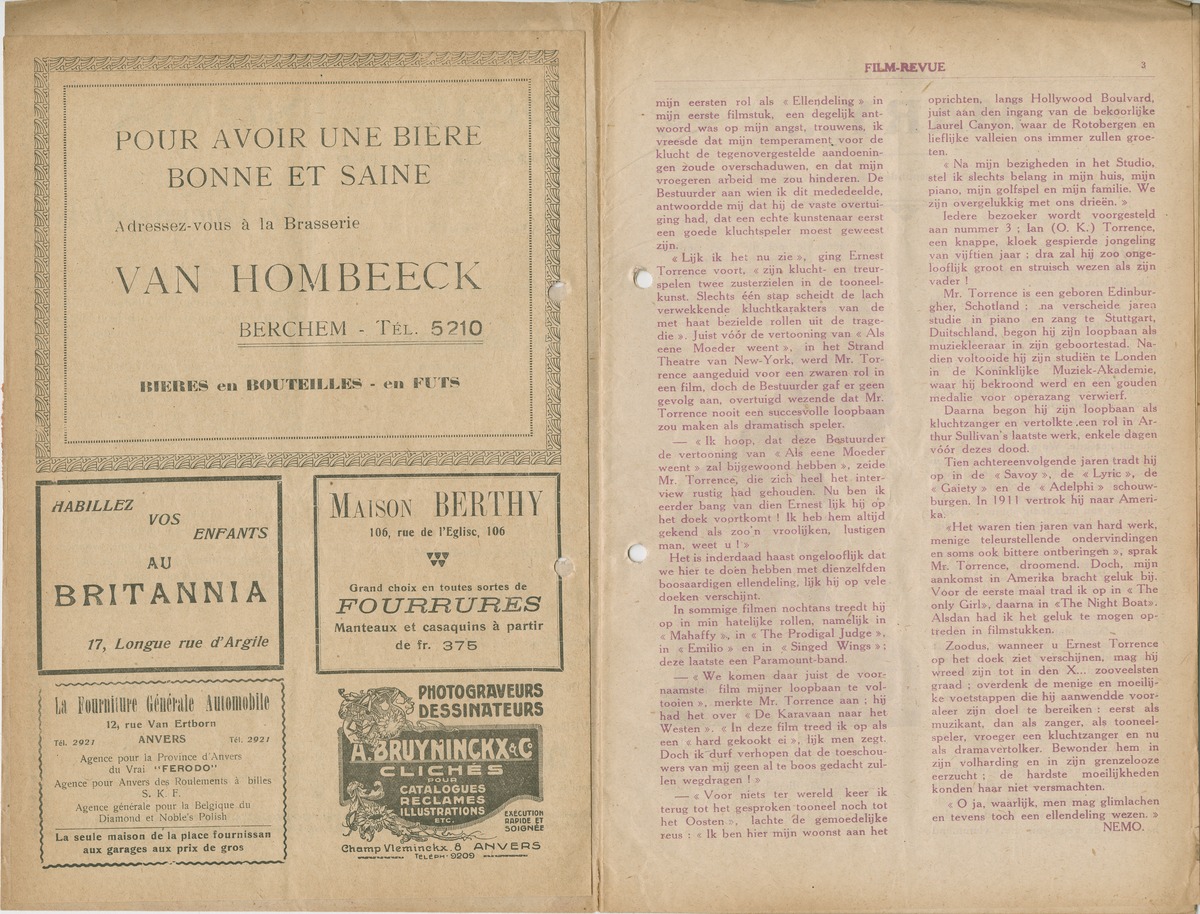 POUR AVOIR UNE BIERE
BONNE ET SAINE
Adressez-vous à la Brasserie
VAN HOMBEECK
BERCHEM - TÉL. 5210
BIERES en BOUTEILLES - en FUTS
HABILLEZ
VOS
ENFANTS
AU
BRITANNIA
17, Longue rue d'Argile
MAISON BERTHY
106, rue de l'Eglise, 106
Grand choix en toutes sortes de
FOURRURES
Manteaux et casaquins à partir
de fr. 375
La Fourniture Générale Automobile
12, rue Van Ertborn
Tél. 2921 ANVERS Tél. 2921
Agence pour la Province d'Anvers
du Vrai "FERODO"
Agence pour Anvers des Roulements à billes
S. K. F.
Agence générale pour la Belgique du
Diamond et Noble's Polish
La seule maison de la place fournissan
aux garages aux prix de gros
PHOTOGRAVEURS
DESSINATEURS
A. BRUYNINCKX & C°
CLICHÉS
POUR
CATALOGUES
RECLAMES
ILLUSTRATIONS
ETC.
EXÉCUTION
RAPIDE ET
SOIGNÉE
Champ Vleminckx. 8 ANVERS
TELÉPH. 9209
FILM-REVUE
3
mijn eersten rol als « Ellendeling » in
mijn eerste filmstuk, een degelijk ant-
woord was op mijn angst, trouwens, ik
vreesde dat mijn temperament voor de
klucht de tegenovergestelde aandoenin-
gen zoude overschaduwen, en dat mijn
vroegeren arbeid me zou hinderen. De
Bestuurder aan wien ik dit mededeelde,
antwoordde mij dat hij de vaste overtui-
ging had, dat een echte kunstenaar eerst
een goede kluchtspeler moest geweest
zijn.
« Lijk ik het nu zie », ging Ernest
Torrence voort, « zijn klucht- en treur-
spelen twee zusterzielen in de tooneel-
kunst. Slechts één stap scheidt de lach
verwekkende kluchtkarakters van de
met haat bezielde rollen uit de trage-
die ». Juist vóór de vertooning van « Als
eene Moeder weent », in het Strand
Theatre van New-York, werd Mr. Tor-
rence aangeduid voor een zwaren rol in
een film, doch de Bestuurder gaf er geen
gevolg aan, overtuigd wezende dat Mr.
Torrence nooit een succesvolle loopbaan
zou maken als dramatisch speler.
— « Ik hoop, dat deze Bestuurder
de vertooning van « Als eene Moeder
weent » zal bijgewoond hebben », zeide
Mr. Torrence, die zich heel het inter-
view rustig had gehouden. Nu ben ik
eerder bang van dien Ernest lijk hij op
het doek voortkomt ! Ik heb hem altijd
gekend als zoo'n vroolijken, lustigen
man, weet u ! »
Het is inderdaad haast ongelooflijk dat
we hier te doen hebben met dienzelfden
boosaardigen ellendeling, lijk hij op vele
doeken verschijnt.
In sommige filmen nochtans treedt hij
op in min hatelijke rollen, namelijk in
« Mahaffy », in « The Prodigal Judge »,
in « Emilio » en in « Singed Wings » ;
deze laatste een Paramount-band.
— « We komen daar juist de voor-
naamste film mijner loopbaan te vol-
tooien », merkte Mr. Torrence aan ; hij
had het over « De Karavaan naar het
Westen ». « In deze film treed ik op als
een « hard gekookt ei », lijk men zegt.
Doch ik durf verhopen dat de toeschou-
wers van mij geen al te boos gedacht zul-
len wegdragen ! »
— « Voor niets ter wereld keer ik
terug tot het gesproken tooneel noch tot
het Oosten », lachte de gemoedelijke
reus : « Ik ben hier mijn woonst aan het
oprichten, langs Hollywood Boulvard,
juist aan den ingang van de bekoorlijke
Laurel Canyon, waar de Rotobergen en
lieflijke valleien ons immer zullen groe-
ten.
« Na mijn bezigheden in het Studio,
stel ik slechts belang in mijn huis, mijn
piano, mijn golfspel en mijn familie. We
zijn overgelukkig met ons drieën. »
Iedere bezoeker wordt voorgesteld
aan nummer 3 ; Ian (O. K.) Torrence,
een knappe, kloek gespierde jongeling
van vijftien jaar ; dra zal hij zoo onge-
looflijk groot en struisch wezen als zijn
vader !
Mr. Torrence is een geboren Edinbur-
gher, Schotland ; na verscheide jaren
studie in piano en zang te Stuttgart,
Duitschland, begon hij zijn loopbaan als
muziekleeraar in zijn geboortestad. Na-
dien voltooide hij zijn studiën te Londen
in de Koninklijke Muziek-Akademie,
waar hij bekroond werd en een gouden
medalie voor operazang verwierf.
Daarna begon hij zijn loopbaan als
kluchtzanger en vertolkte een rol in Ar-
thur Sullivan's laatste werk, enkele dagen
vóór dezes dood.
Tien achtereenvolgende jaren tradt hij
op in de « Savoy », de « Lyric », de
« Gaiety » en de « Adelphi » schouw-
burgen. In 1911 vertrok hij naar Ameri-
ka.
«Het waren tien jaren van hard werk,
menige teleurstellende ondervindingen
en soms ook bittere ontberingen », sprak
Mr. Torrence, droomend. Doch, mijn
aankomst in Amerika bracht geluk bij.
Voor de eerste maal trad ik op in « The
only Girl», daarna in «The Night Boat».
Alsdan had ik het geluk te mogen op-
treden in filmstukken.
Zoodus, wanneer u Ernest Torrence
op het doek ziet verschijnen, mag hij
wreed zijn tot in den X... zooveelsten
graad ; overdenk de menige en moeilij-
ke voetstappen die hij aanwendde voor-
aleer zijn doel te bereiken : eerst als
muzikant, dan als zanger, als tooneel-
speler, vroeger een kluchtzanger en nu
als dramavertolker. Bewonder hem in
zijn volharding en in zijn grenzelooze
eerzucht ; de hardste moeilijkheden
konden haar niet versmachten.
« O ja, waarlijk, men mag glimlachen
en tevens toch een ellendeling wezen. »
NEMO.